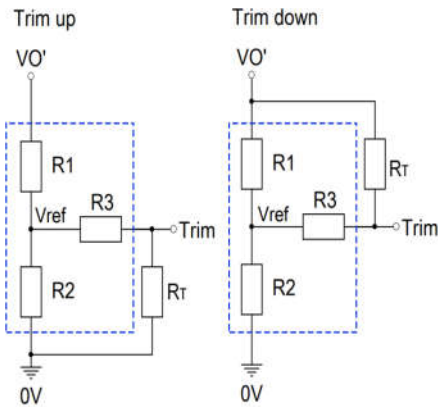 Trim up
Trim down
VO'
VO'
R1
R1
RT
Vref
R3
Trim
Vref
R3
Trim
R2
RT
R2
0V
0V